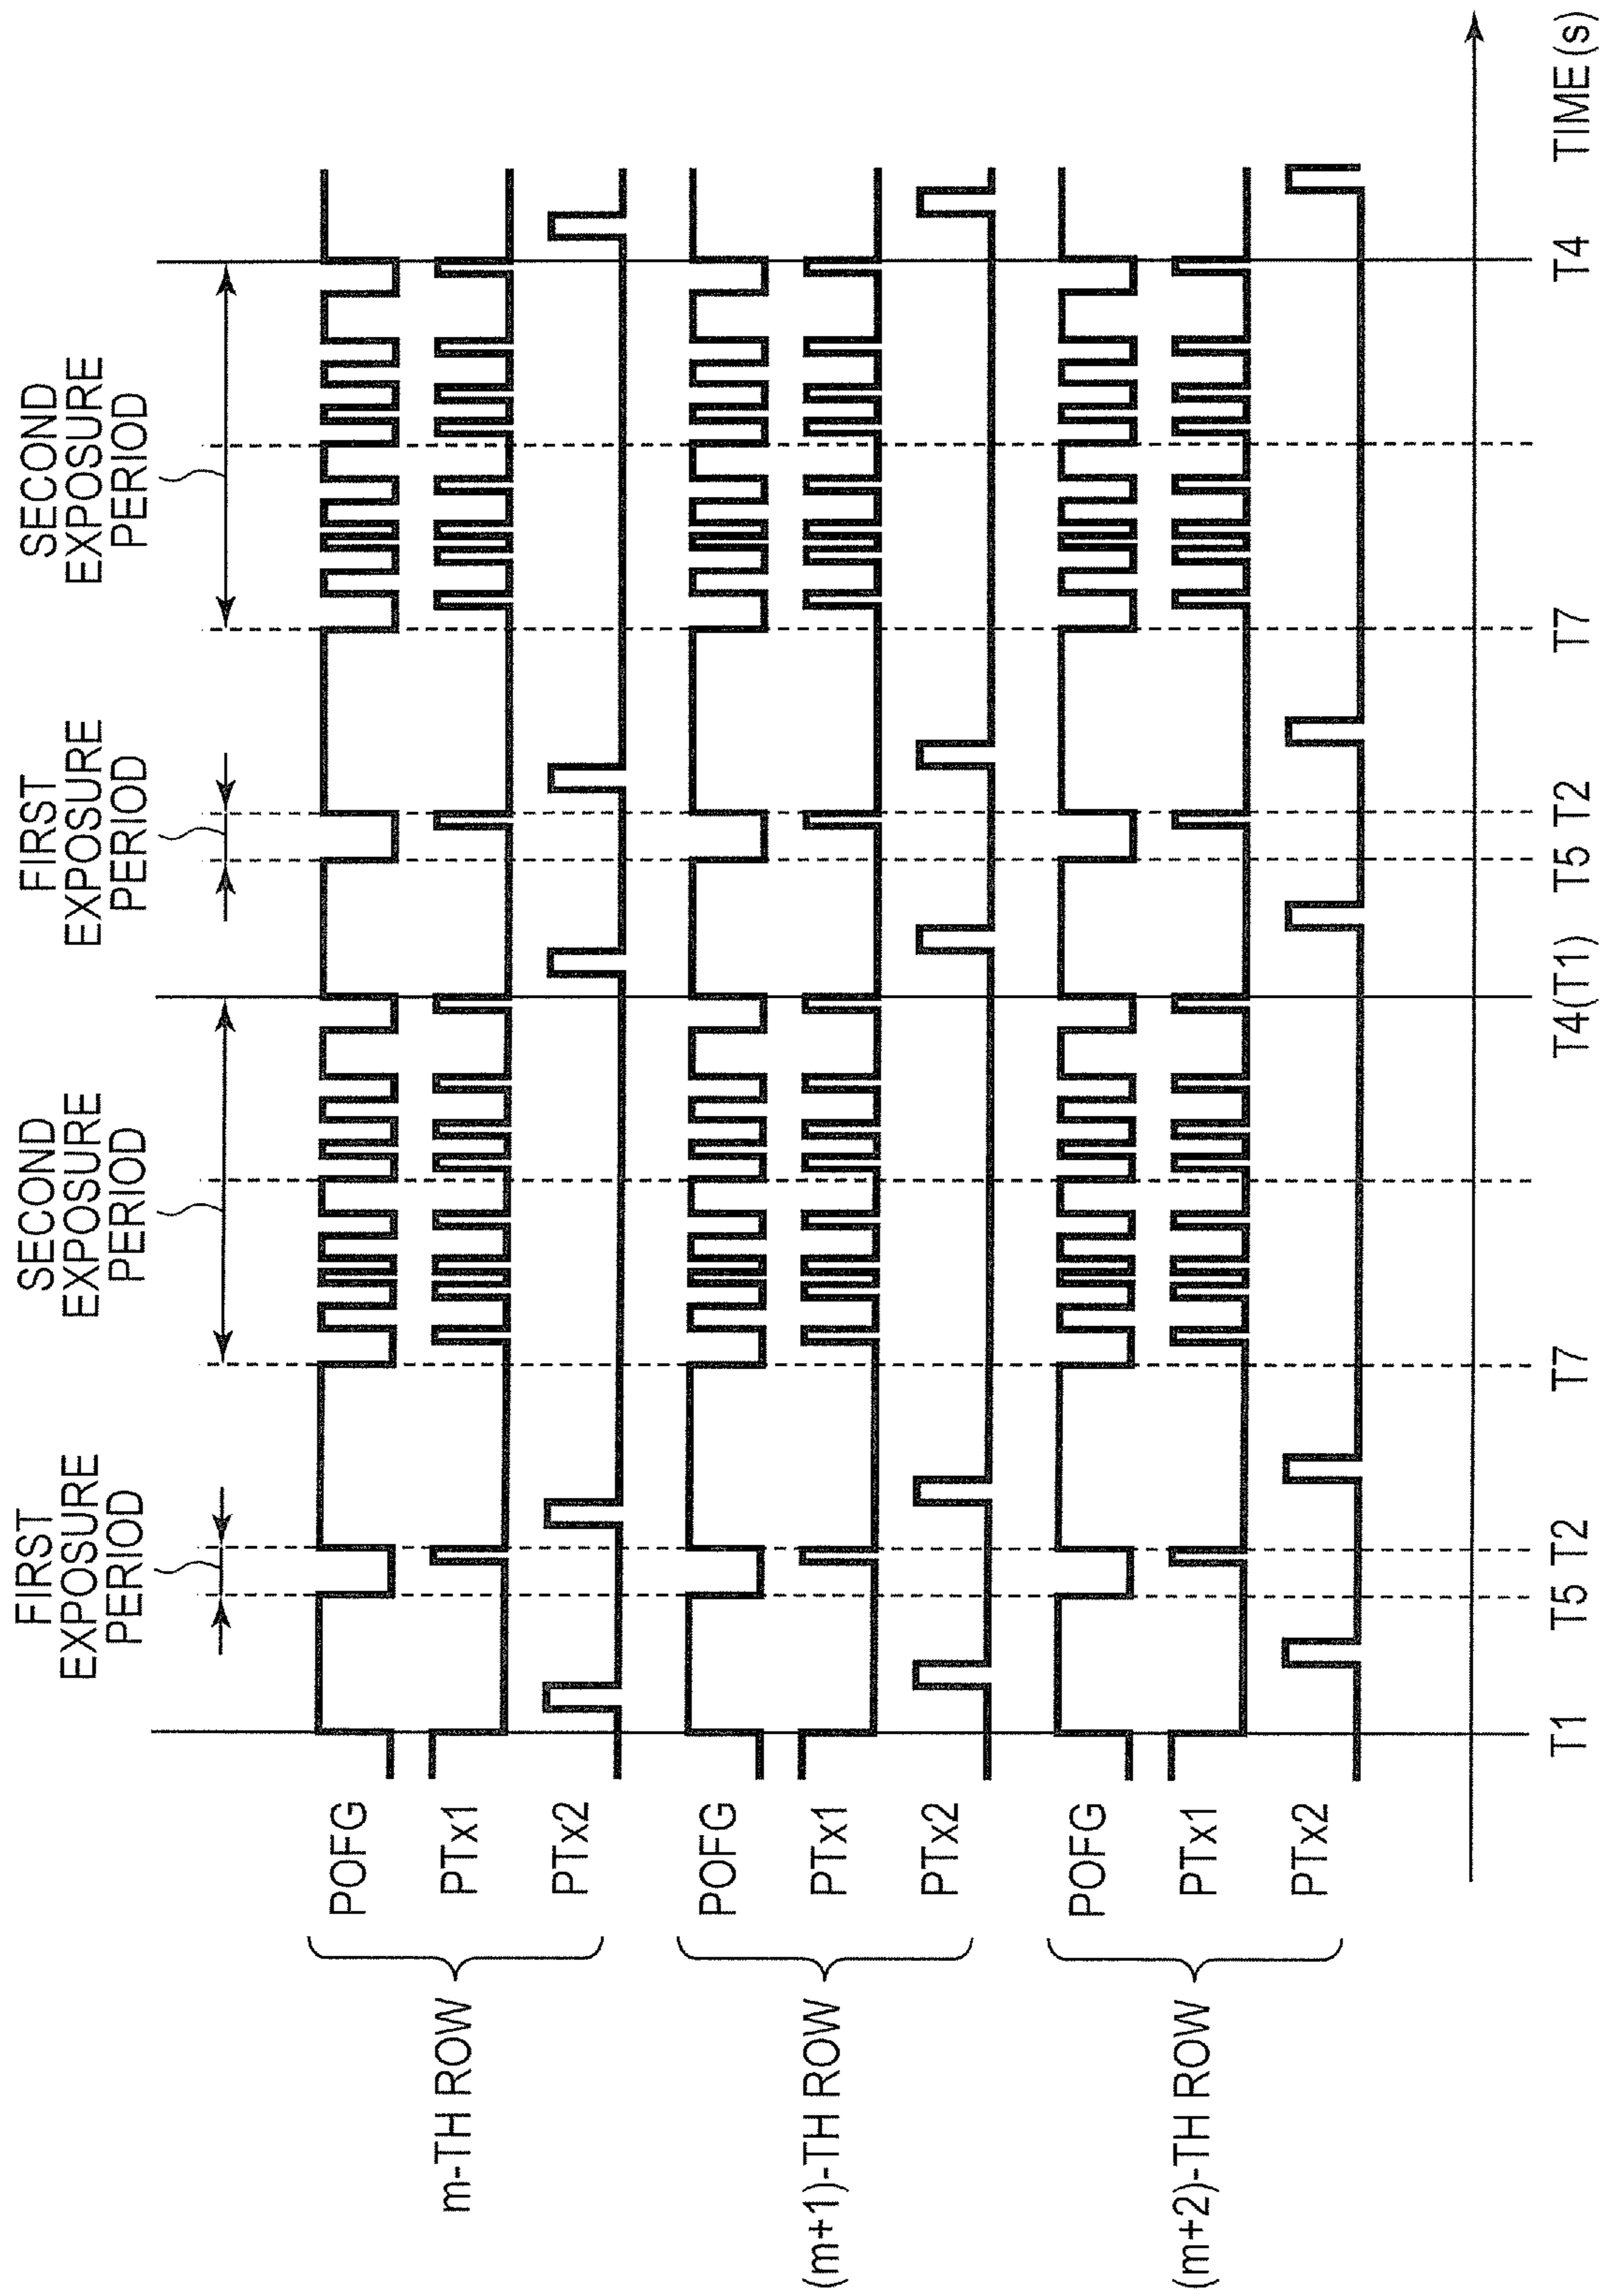 FIRST
EXPOSURE
PERIOD
SECOND
EXPOSURE
PERIOD
FIRST
EXPOSURE
PERIOD
SECOND
EXPOSURE
PERIOD
m-TH ROW
POFG
PTx1
PTx2
(m+1)-TH ROW
POFG
PTx1
PTx2
(m+2)-TH ROW
POFG
PTx1
PTx2
T1 T5 T2 T7 T4(T1) T5 T2 T7 T4 TIME(s)